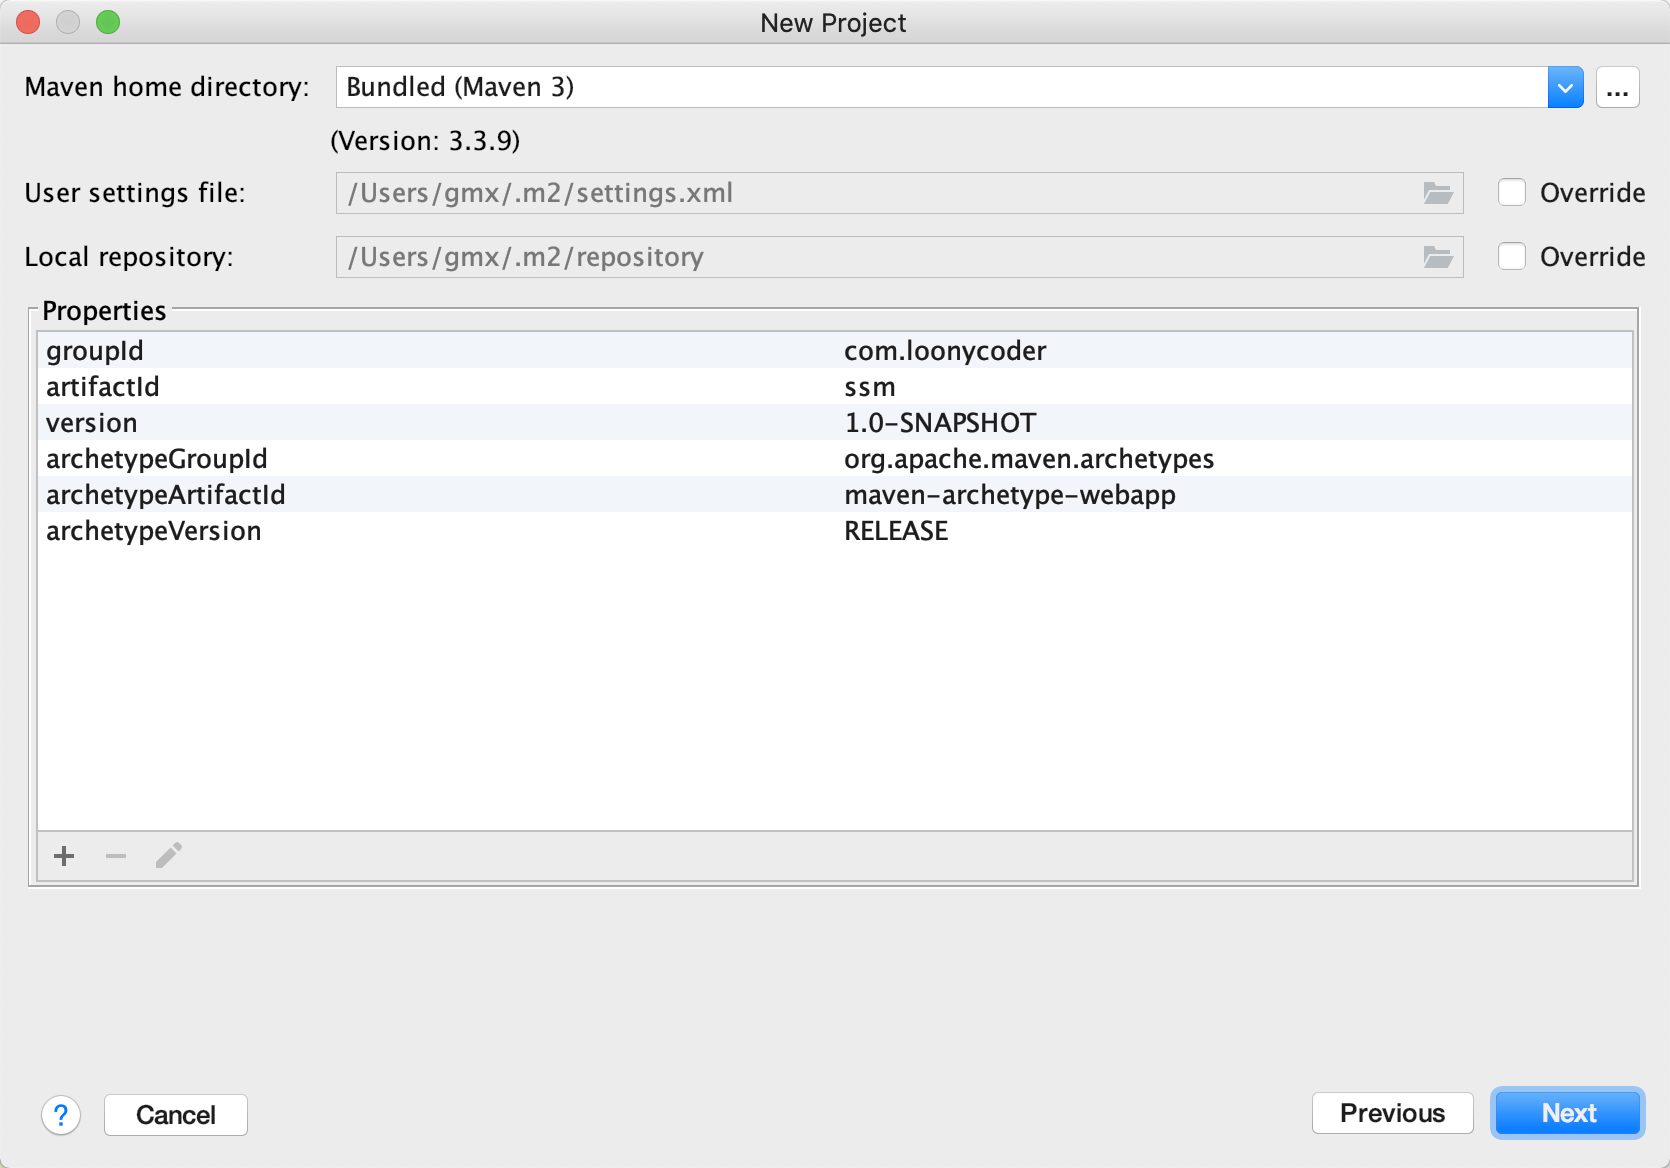 New Project
Maven home directory: Bundled (Maven 3) ...
(Version: 3.3.9)
User settings file: /Users/gmx/.m2/settings.xml Override
Local repository: /Users/gmx/.m2/repository Override
Properties
groupId com.loonycoder
artifactId ssm
version 1.0-SNAPSHOT
archetypeGroupId org.apache.maven.archetypes
archetypeArtifactId maven-archetype-webapp
archetypeVersion RELEASE
? Cancel Previous Next